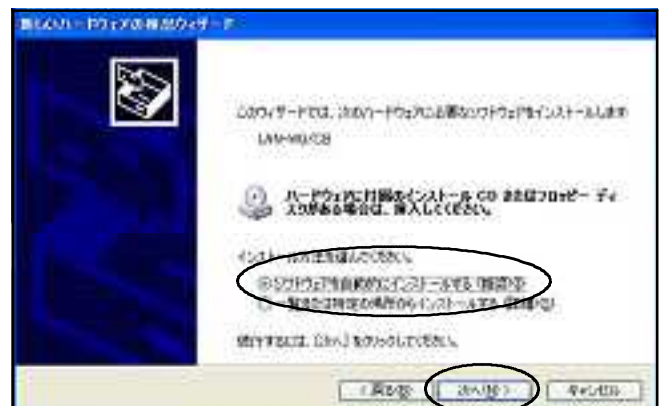 新しいハードウェアの検出ウィザード
このウィザードでは、次のハードウェアに必要なソフトウェアをインストールします
ハードウェアに付属のインストール CD またはフロッピー ディ
スクがある場合は、挿入してください。
インストール方法を選んでください。
ソフトウェアを自動的にインストールする (推奨)(I)
一覧または特定の場所からインストールする (詳細)(S)
続行するには、[次へ] をクリックしてください。
< 戻る(B)
次へ(N) >
キャンセル